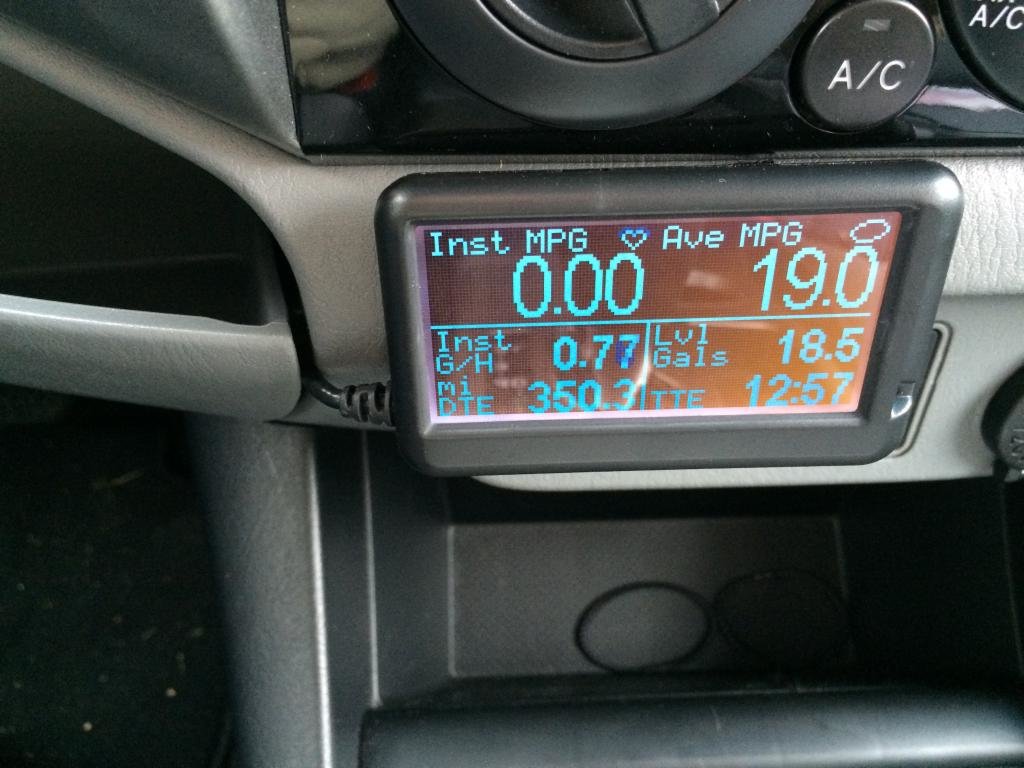 A/C
A/C
Inst MPG Ave MPG
0.00 19.0
Inst G/H 0.77 Lvl Gals 18.5
mi DTE 350.3 TTE 12:57